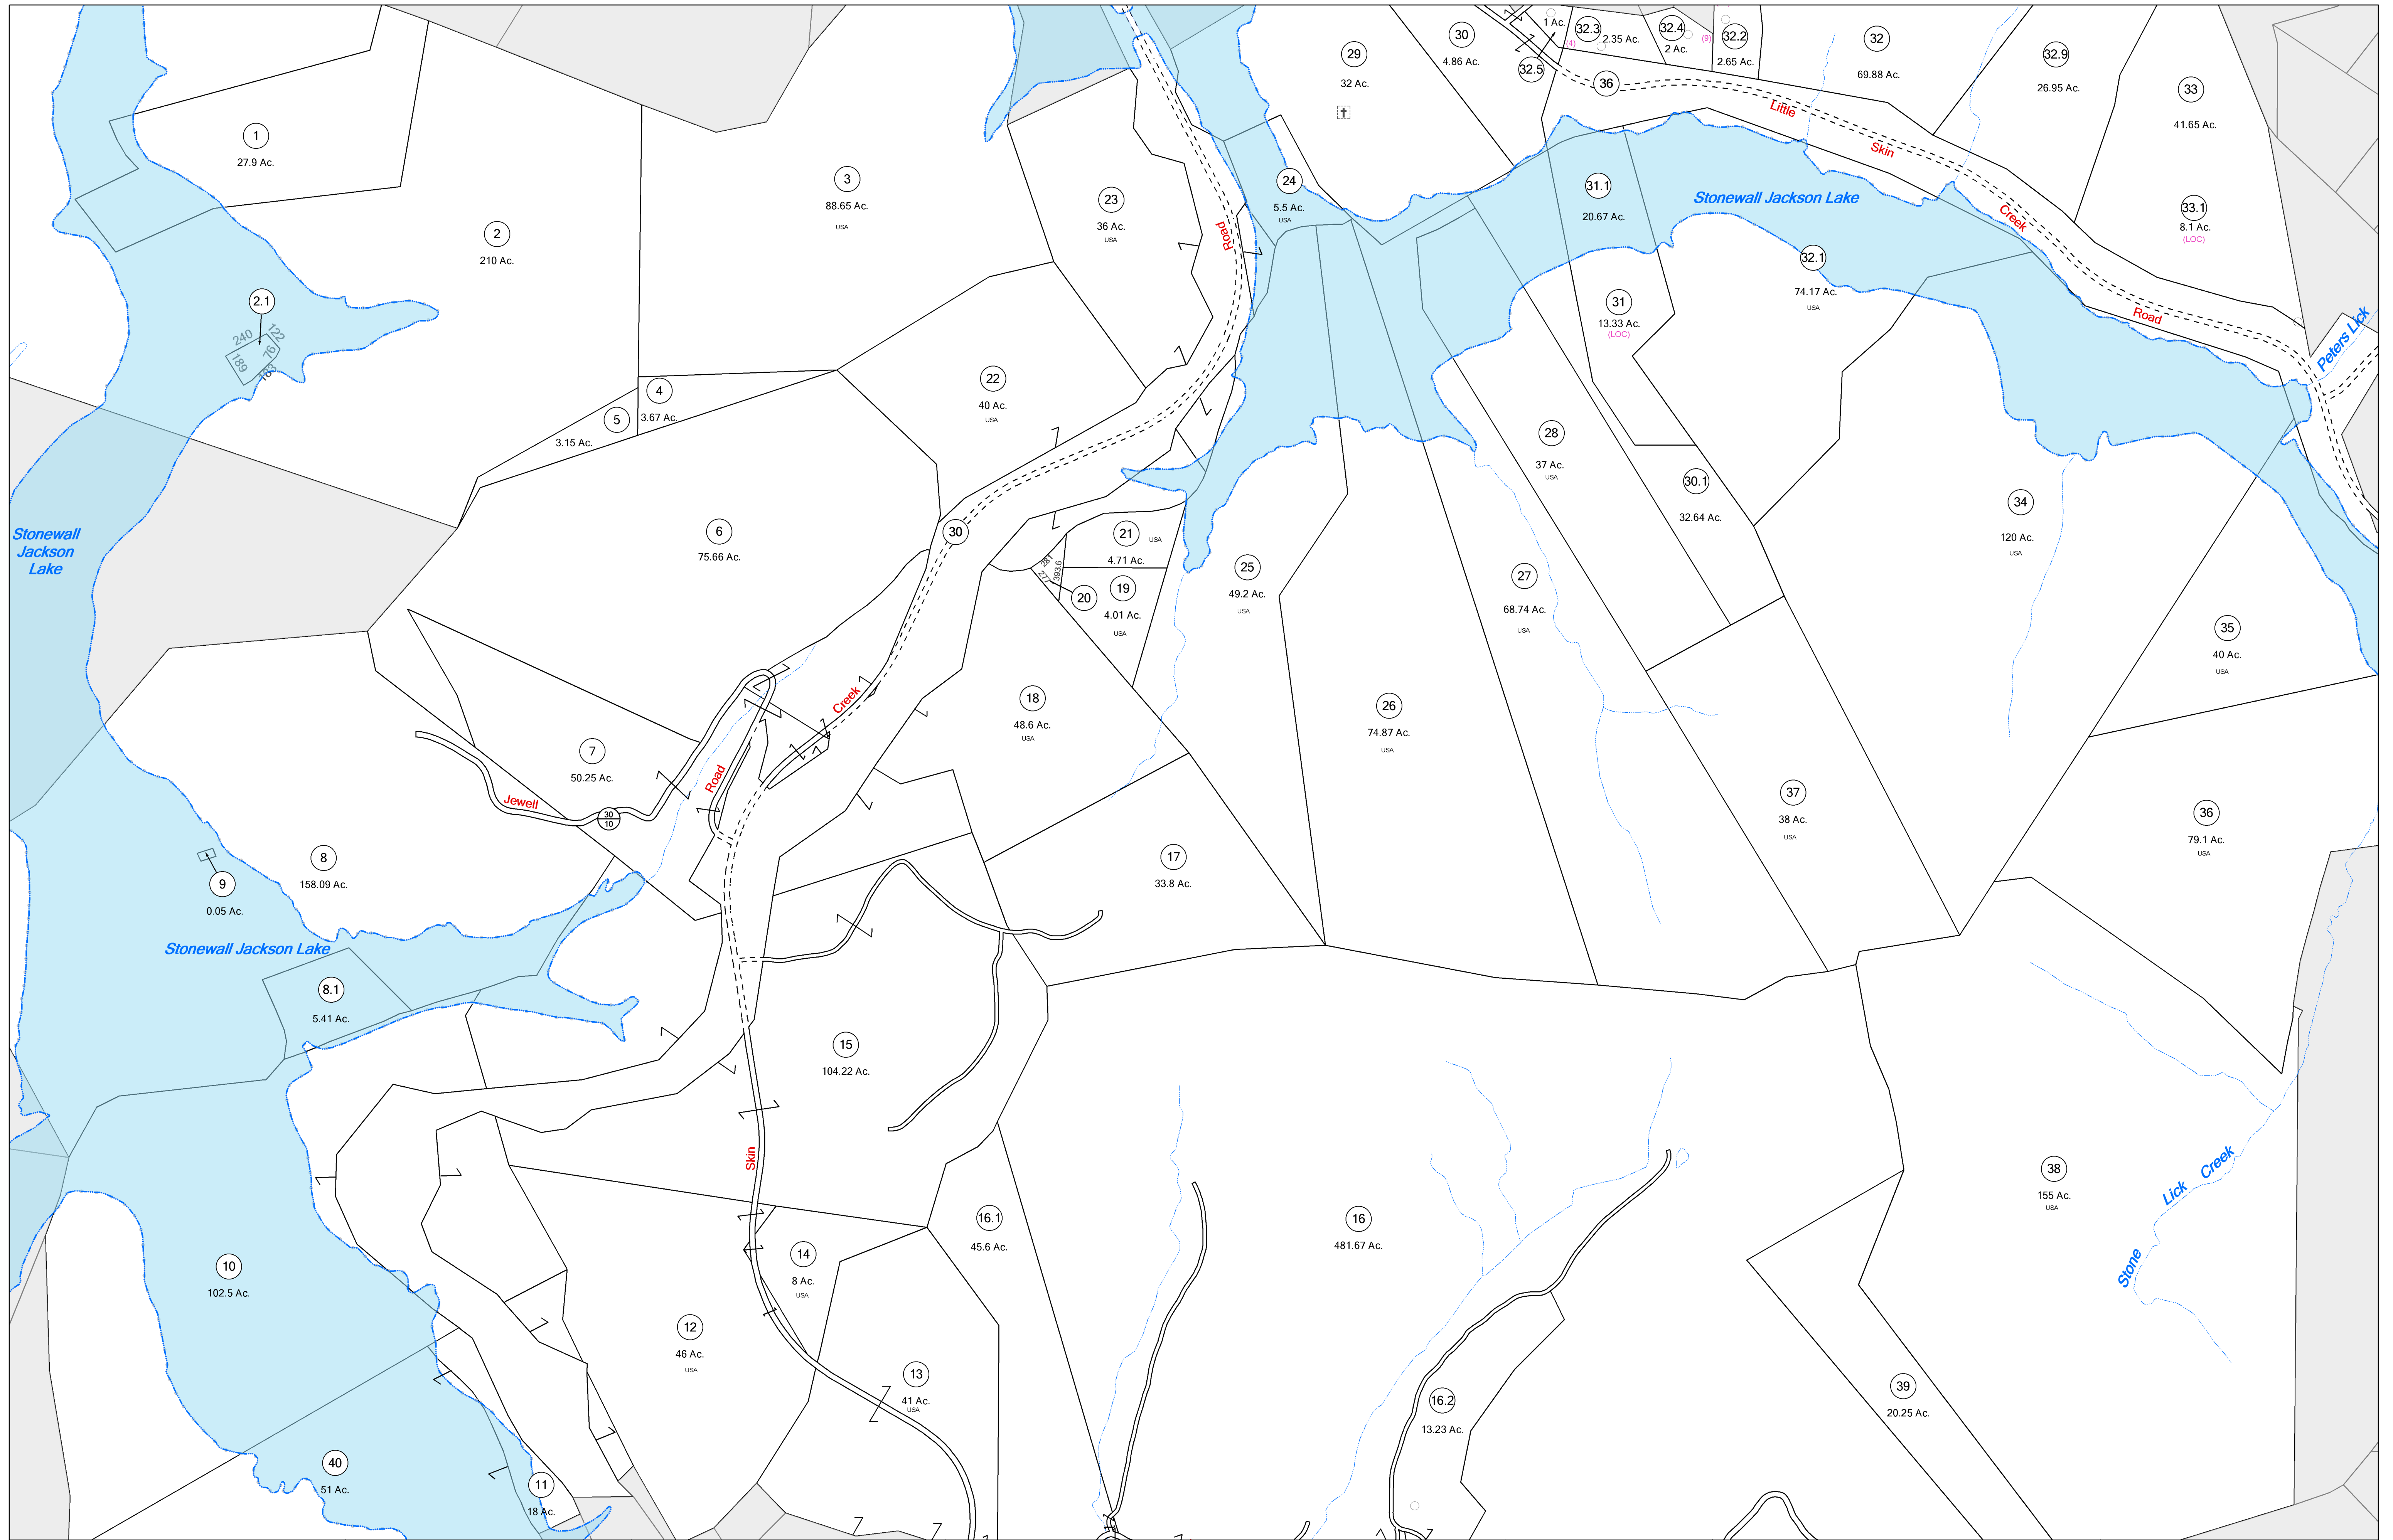 1
27.9 Ac.
2
210 Ac.
2.1
240
122
76
189
183
3
88.65 Ac.
USA
4
3.67 Ac.
5
3.15 Ac.
6
75.66 Ac.
7
50.25 Ac.
8
158.09 Ac.
9
0.05 Ac.
8.1
5.41 Ac.
10
102.5 Ac.
40
51 Ac.
11
18 Ac.
12
46 Ac.
USA
13
41 Ac.
USA
14
8 Ac.
USA
15
104.22 Ac.
16
481.67 Ac.
16.1
45.6 Ac.
16.2
13.23 Ac.
17
33.8 Ac.
18
48.6 Ac.
USA
19
4.01 Ac.
USA
20
281
277
393.6
21
USA
4.71 Ac.
22
40 Ac.
USA
23
36 Ac.
USA
24
5.5 Ac.
USA
25
49.2 Ac.
USA
26
74.87 Ac.
USA
27
68.74 Ac.
USA
28
37 Ac.
USA
29
32 Ac.
30
4.86 Ac.
30.1
32.64 Ac.
31
13.33 Ac.
(LOC)
31.1
20.67 Ac.
32
69.88 Ac.
32.1
74.17 Ac.
USA
32.2
2.65 Ac.
32.3
2.35 Ac.
(4)
32.4
2 Ac.
(9)
32.5
1 Ac.
32.9
26.95 Ac.
33
41.65 Ac.
33.1
8.1 Ac.
(LOC)
34
120 Ac.
USA
35
40 Ac.
USA
36
79.1 Ac.
USA
37
38 Ac.
USA
38
155 Ac.
USA
39
20.25 Ac.
36
Little
Skin
Creek
Road
30
Road
Creek
Skin
30
10
Jewell
Road
Stonewall
Jackson
Lake
Stonewall Jackson Lake
Stonewall Jackson Lake
Peters Lick
Stone
Lick
Creek